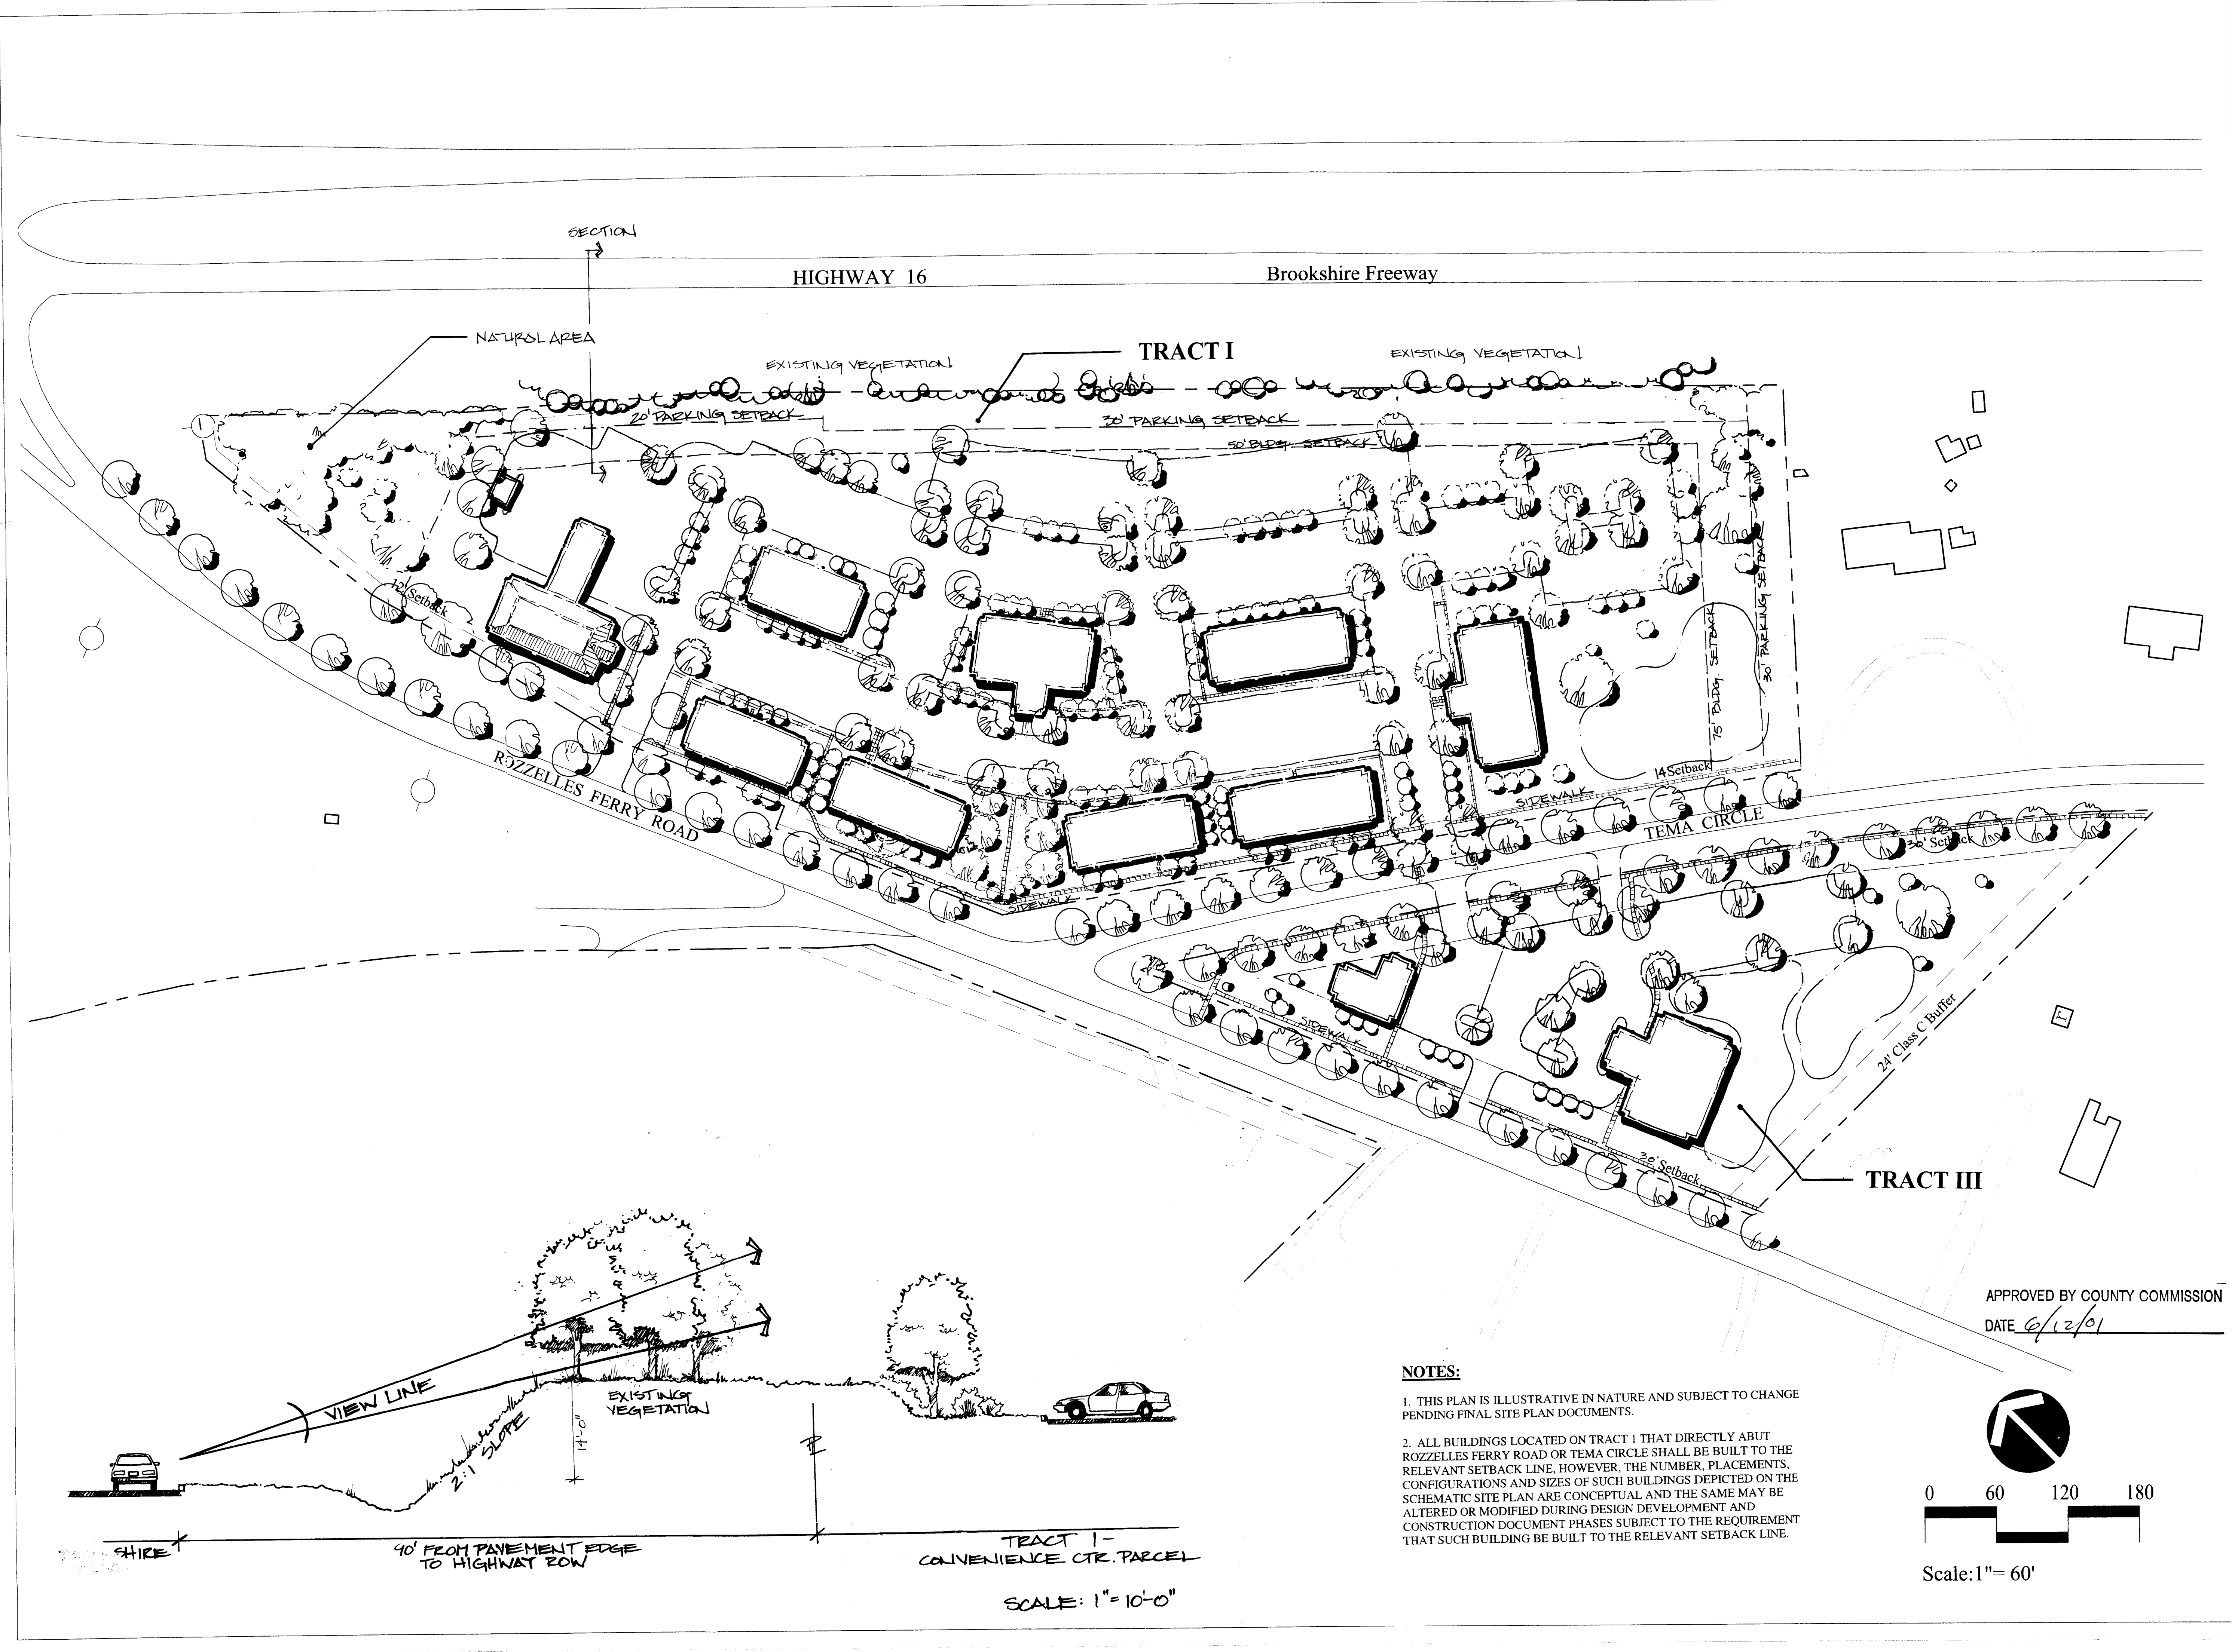 SECTION
HIGHWAY 16
Brookshire Freeway
NATURAL AREA
TRACT I
EXISTING VEGETATION
EXISTING VEGETATION
20' PARKING SETBACK
30' PARKING SETBACK
50' BLDG. SETBACK
12' Setback
75' BLDG. SETBACK
30' PARKING SETBACK
14 Setback
SIDEWALK
TEMA CIRCLE
ROZZELLES FERRY ROAD
30' Setback
SIDEWALK
SIDEWALK
24' Class C Buffer
30' Setback
TRACT III
APPROVED BY COUNTY COMMISSION
DATE 6/12/01
VIEW LINE
2:1 SLOPE
14'-0"
EXISTING
VEGETATION
SHIRE
90' FROM PAVEMENT EDGE
TO HIGHWAY ROW
TRACT 1-
CONVENIENCE CTR. PARCEL
SCALE: 1"=10'-0"
NOTES:
1. THIS PLAN IS ILLUSTRATIVE IN NATURE AND SUBJECT TO CHANGE
PENDING FINAL SITE PLAN DOCUMENTS.
2. ALL BUILDINGS LOCATED ON TRACT 1 THAT DIRECTLY ABUT
ROZZELLES FERRY ROAD OR TEMA CIRCLE SHALL BE BUILT TO THE
RELEVANT SETBACK LINE, HOWEVER, THE NUMBER, PLACEMENTS,
CONFIGURATIONS AND SIZES OF SUCH BUILDINGS DEPICTED ON THE
SCHEMATIC SITE PLAN ARE CONCEPTUAL AND THE SAME MAY BE
ALTERED OR MODIFIED DURING DESIGN DEVELOPMENT AND
CONSTRUCTION DOCUMENT PHASES SUBJECT TO THE REQUIREMENT
THAT SUCH BUILDING BE BUILT TO THE RELEVANT SETBACK LINE.
0 60 120 180
Scale:1"= 60'